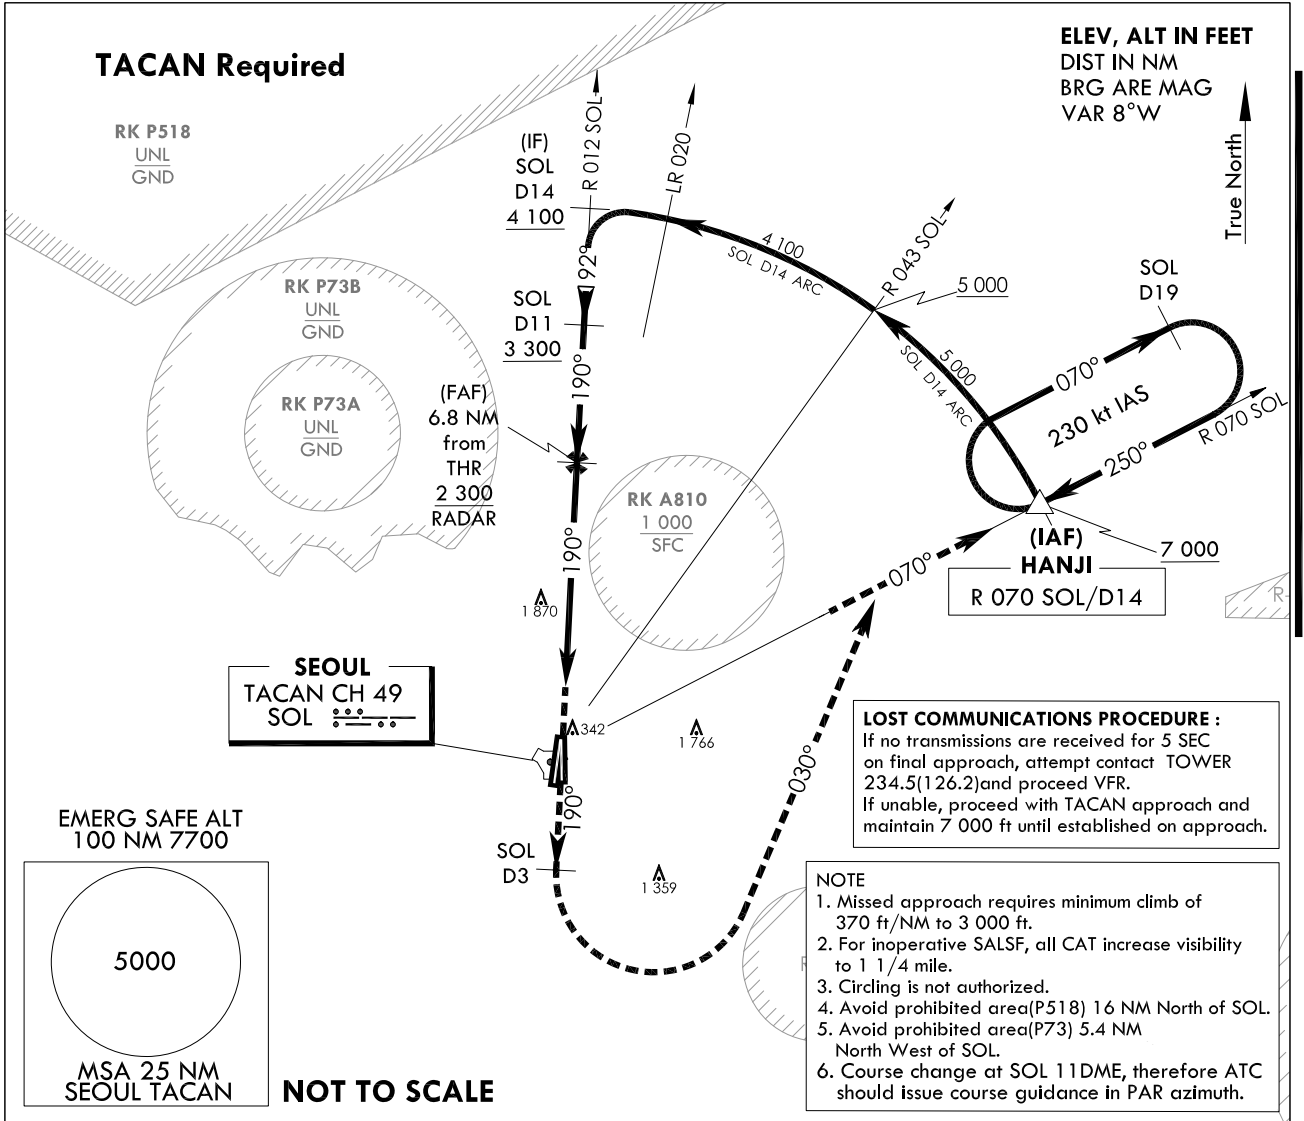 TACAN Required
ELEV, ALT IN FEET
DIST IN NM
BRG ARE MAG
VAR 8°W
True North
RK P518
UNL
GND
(IF)
SOL
D14
4 100
R 012 SOL
LR 020
R 043 SOL
4 100
SOL D14 ARC
5 000
5 000
SOL D14 ARC
SOL
D19
070°
230 kt IAS
250°
R 070 SOL
RK P73B
UNL
GND
RK P73A
UNL
GND
192°
SOL
D11
3 300
190°
(FAF)
6.8 NM
from
THR
2 300
RADAR
190°
RK A810
1 000
SFC
(IAF)
HANJI
R 070 SOL/D14
7 000
070°
R-
1 870
SEOUL
TACAN CH 49
SOL
342
1 766
190°
030°
SOL
D3
1 359
LOST COMMUNICATIONS PROCEDURE :
If no transmissions are received for 5 SEC
on final approach, attempt contact TOWER
234.5(126.2)and proceed VFR.
If unable, proceed with TACAN approach and
maintain 7 000 ft until established on approach.
EMERG SAFE ALT
100 NM 7700
5000
MSA 25 NM
SEOUL TACAN
NOT TO SCALE
R
NOTE
1. Missed approach requires minimum climb of
370 ft/NM to 3 000 ft.
2. For inoperative SALSF, all CAT increase visibility
to 1 1/4 mile.
3. Circling is not authorized.
4. Avoid prohibited area(P518) 16 NM North of SOL.
5. Avoid prohibited area(P73) 5.4 NM
North West of SOL.
6. Course change at SOL 11DME, therefore ATC
should issue course guidance in PAR azimuth.